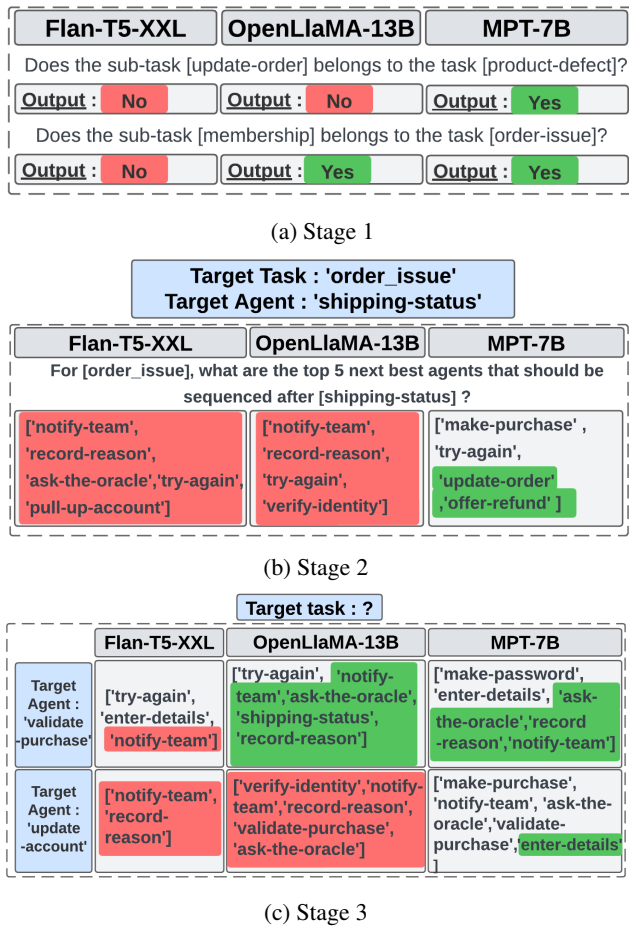 Flan-T5-XXL OpenLlaMA-13B MPT-7B
Does the sub-task [update-order] belongs to the task [product-defect]?
Output : No Output : No Output : Yes
Does the sub-task [membership] belongs to the task [order-issue]?
Output : No Output : Yes Output : Yes
(a) Stage 1
Target Task : 'order_issue'
Target Agent : 'shipping-status'
Flan-T5-XXL OpenLlaMA-13B MPT-7B
For [order_issue], what are the top 5 next best agents that should be
sequenced after [shipping-status] ?
['notify-team',
'record-reason',
'ask-the-oracle','try-again',
'pull-up-account']
['notify-team',
'record-reason',
'try-again',
'verify-identity']
['make-purchase' ,
'try-again',
'update-order'
,'offer-refund' ]
(b) Stage 2
Target task : ?
Flan-T5-XXL OpenLlaMA-13B MPT-7B
Target
Agent :
'validate
-purchase'
['try-again',
'enter-details',
'notify-team']
['try-again', 'notify-
team','ask-the-oracle',
'shipping-status',
'record-reason']
['make-password',
'enter-details', 'ask-
the-oracle','record
-reason','notify-team']
Target
Agent :
'update
-account'
['notify-team',
'record-
reason']
['verify-identity','notify-
team','record-reason',
'validate-purchase',
'ask-the-oracle']
['make-purchase',
'notify-team', 'ask-the-
oracle','validate-
purchase','enter-details'
]
(c) Stage 3